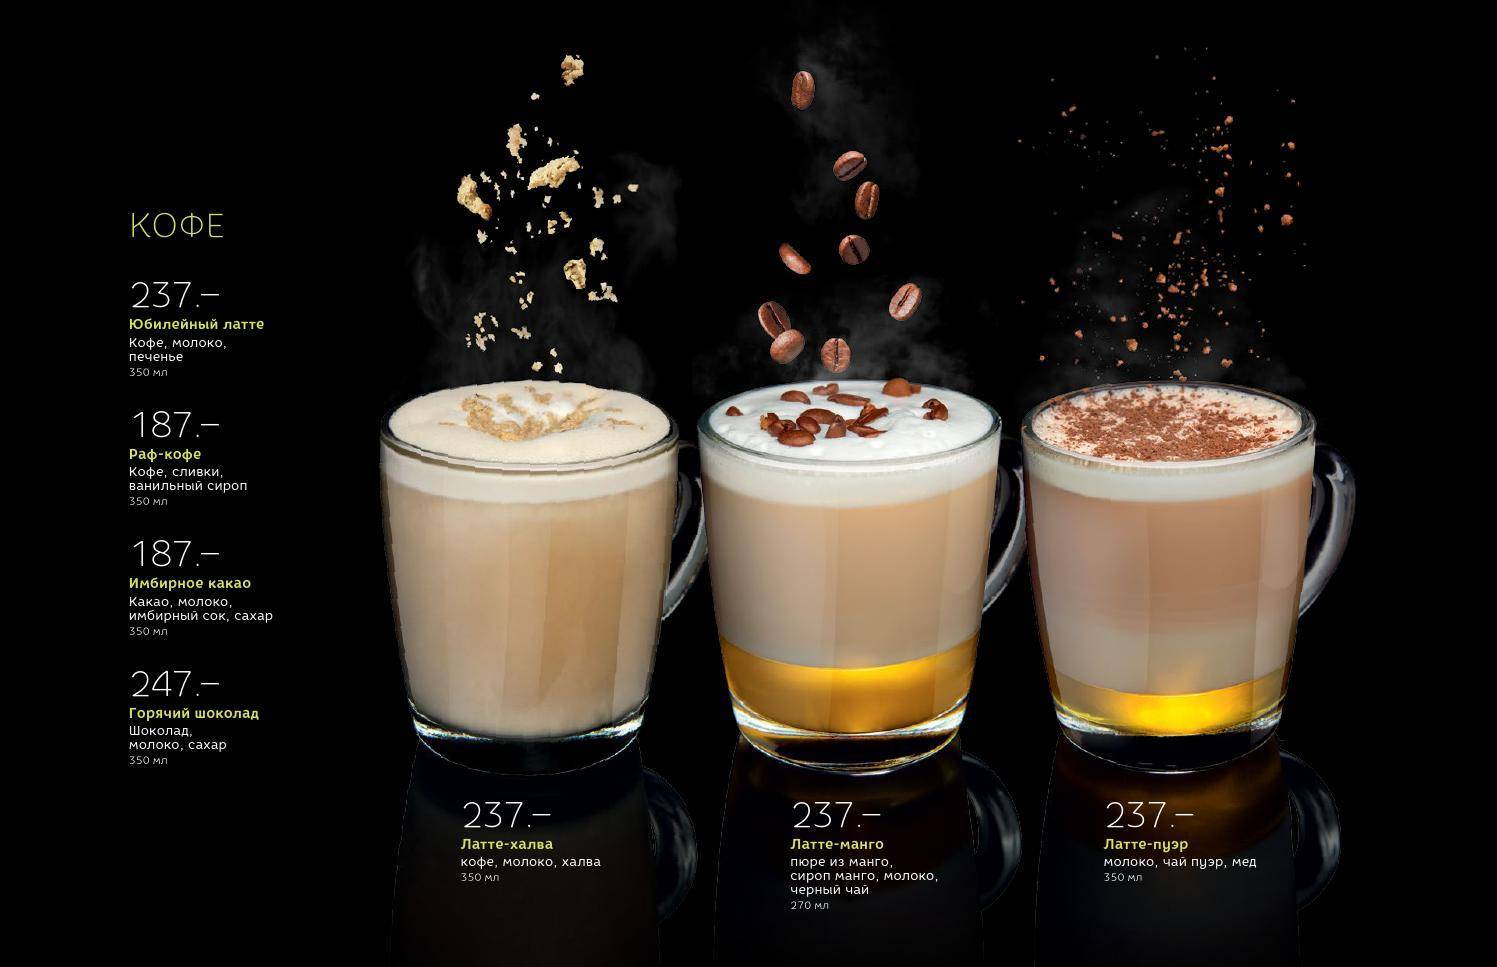 КОФЕ
237.–
Юбилейный латте
Кофе, молоко,
печенье
350 мл
187.–
Раф-кофе
Кофе, сливки,
ванильный сироп
350 мл
187.–
Имбирное какао
Какао, молоко,
имбирный сок, сахар
350 мл
247.–
Горячий шоколад
Шоколад,
молоко, сахар
350 мл
237.–
Латте-халва
кофе, молоко, халва
350 мл
237.–
Латте-манго
пюре из манго,
сироп манго, молоко,
черный чай
270 мл
237.–
Латте-пуэр
молоко, чай пуэр, мед
350 мл